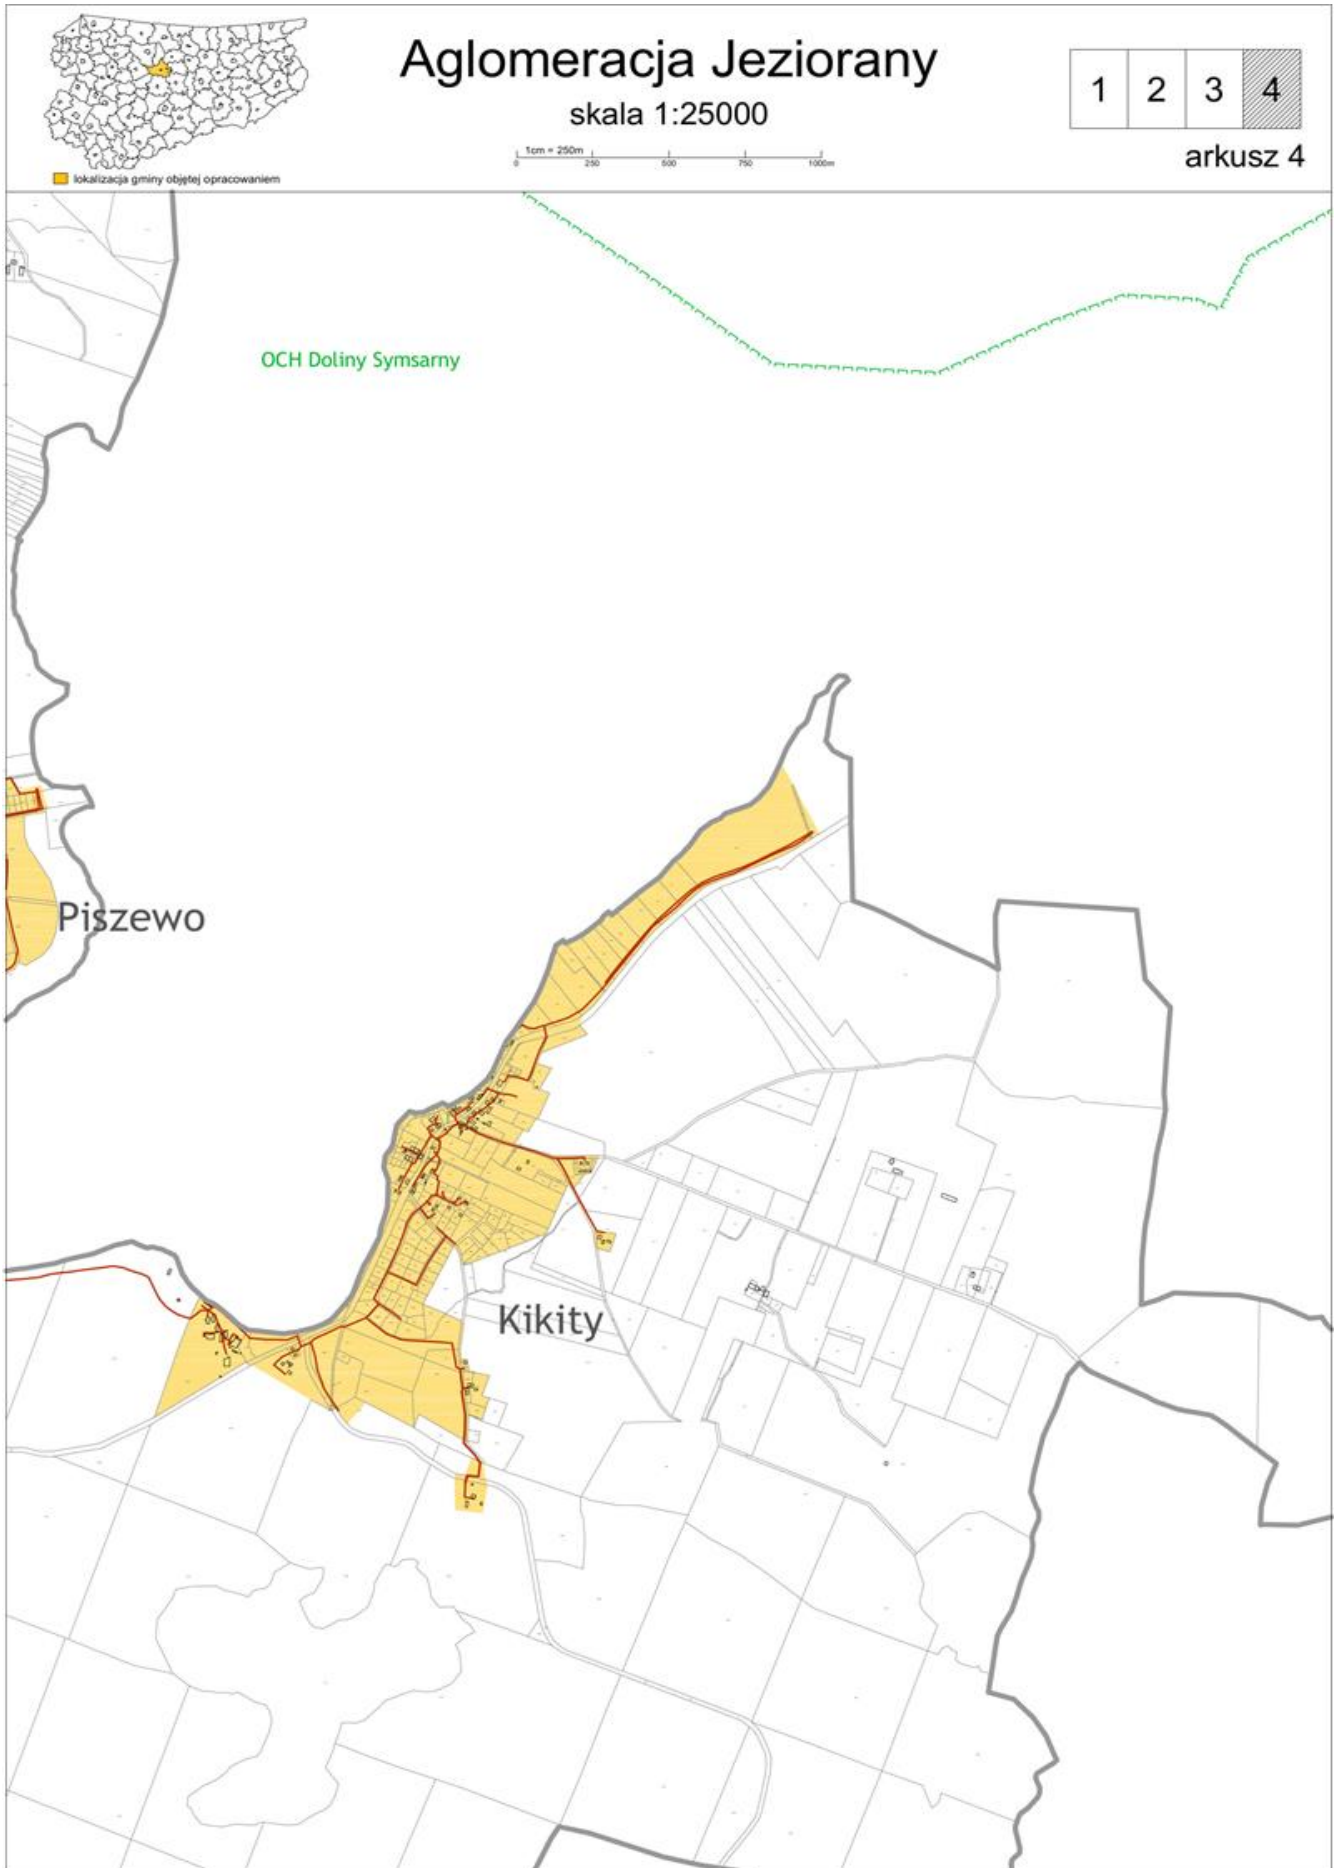 Aglomeracja Jeziorany
skala 1:25000
1cm = 250m
0 250 500 750 1000m
1 2 3 4
arkusz 4
lokalizacja gminy objętej opracowaniem
OCH Doliny Symsarny
Piszewo
Kikity